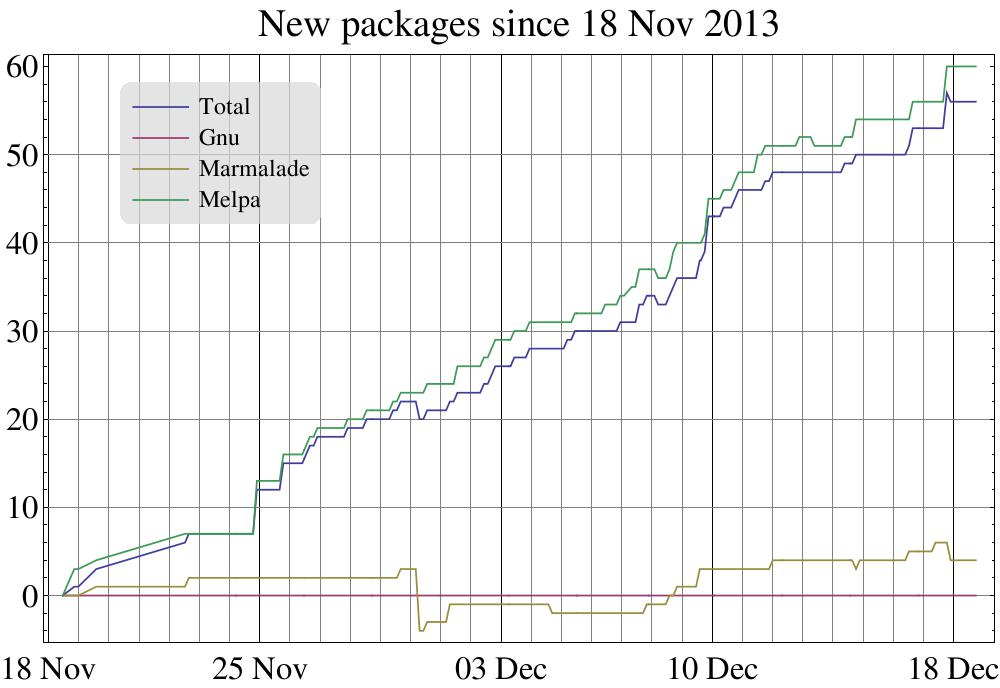 New packages since 18 Nov 2013
60
50
40
30
20
10
0
Total
Gnu
Marmalade
Melpa
18 Nov
25 Nov
03 Dec
10 Dec
18 Dec